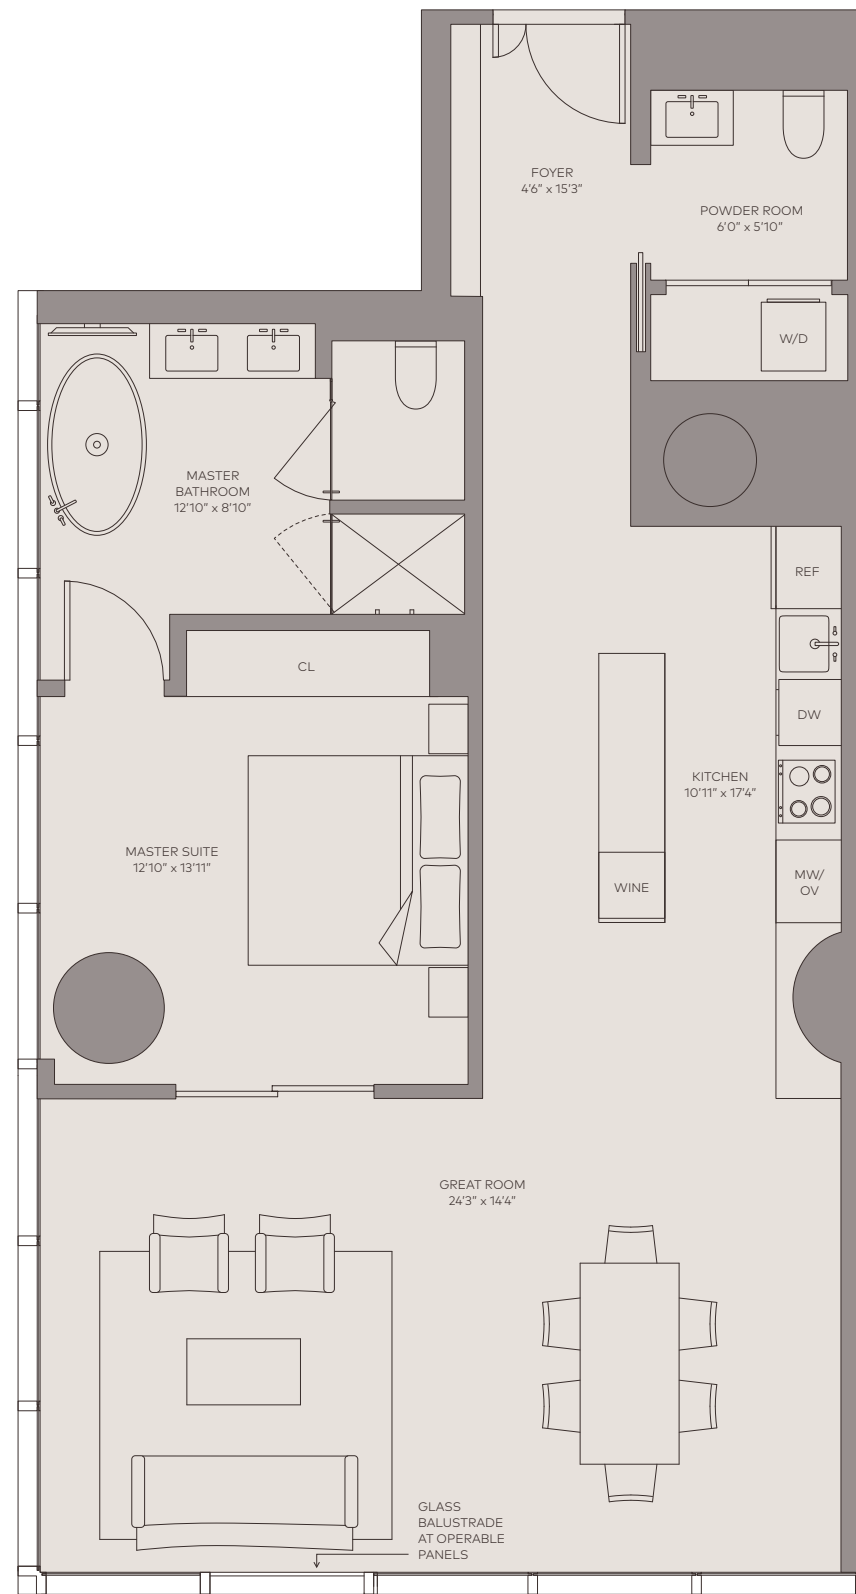 FOYER
4'6" x 15'3"
POWDER ROOM
6'0" x 5'10"
W/D
MASTER
BATHROOM
12'10" x 8'10"
REF
CL
DW
KITCHEN
10'11" x 17'4"
MASTER SUITE
12'10" x 13'11"
WINE
MW/
OV
GREAT ROOM
24'3" x 14'4"
GLASS
BALUSTRADE
AT OPERABLE
PANELS